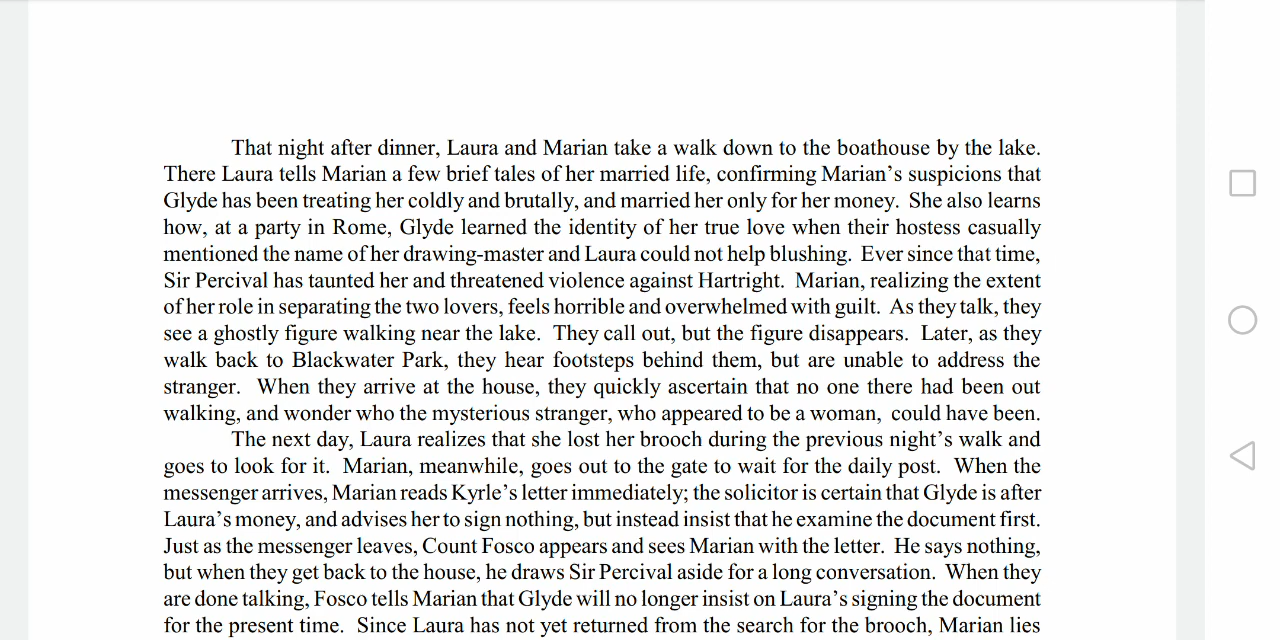 That night after dinner, Laura and Marian take a walk down to the boathouse by the lake.
There Laura tells Marian a few brief tales of her married life, confirming Marian’s suspicions that
Glyde has been treating her coldly and brutally, and married her only for her money.  She also learns
how, at a party in Rome, Glyde learned the identity of her true love when their hostess casually
mentioned the name of her drawing-master and Laura could not help blushing.  Ever since that time,
Sir Percival has taunted her and threatened violence against Hartright.  Marian, realizing the extent
of her role in separating the two lovers, feels horrible and overwhelmed with guilt.  As they talk, they
see a ghostly figure walking near the lake.  They call out, but the figure disappears.  Later, as they
walk back to Blackwater Park, they hear footsteps behind them, but are unable to address the
stranger.  When they arrive at the house, they quickly ascertain that no one there had been out
walking, and wonder who the mysterious stranger, who appeared to be a woman,  could have been.
The next day, Laura realizes that she lost her brooch during the previous night’s walk and
goes to look for it.  Marian, meanwhile, goes out to the gate to wait for the daily post.  When the
messenger arrives, Marian reads Kyrle’s letter immediately; the solicitor is certain that Glyde is after
Laura’s money, and advises her to sign nothing, but instead insist that he examine the document first.
Just as the messenger leaves, Count Fosco appears and sees Marian with the letter.  He says nothing,
but when they get back to the house, he draws Sir Percival aside for a long conversation.  When they
are done talking, Fosco tells Marian that Glyde will no longer insist on Laura’s signing the document
for the present time.  Since Laura has not yet returned from the search for the brooch, Marian lies